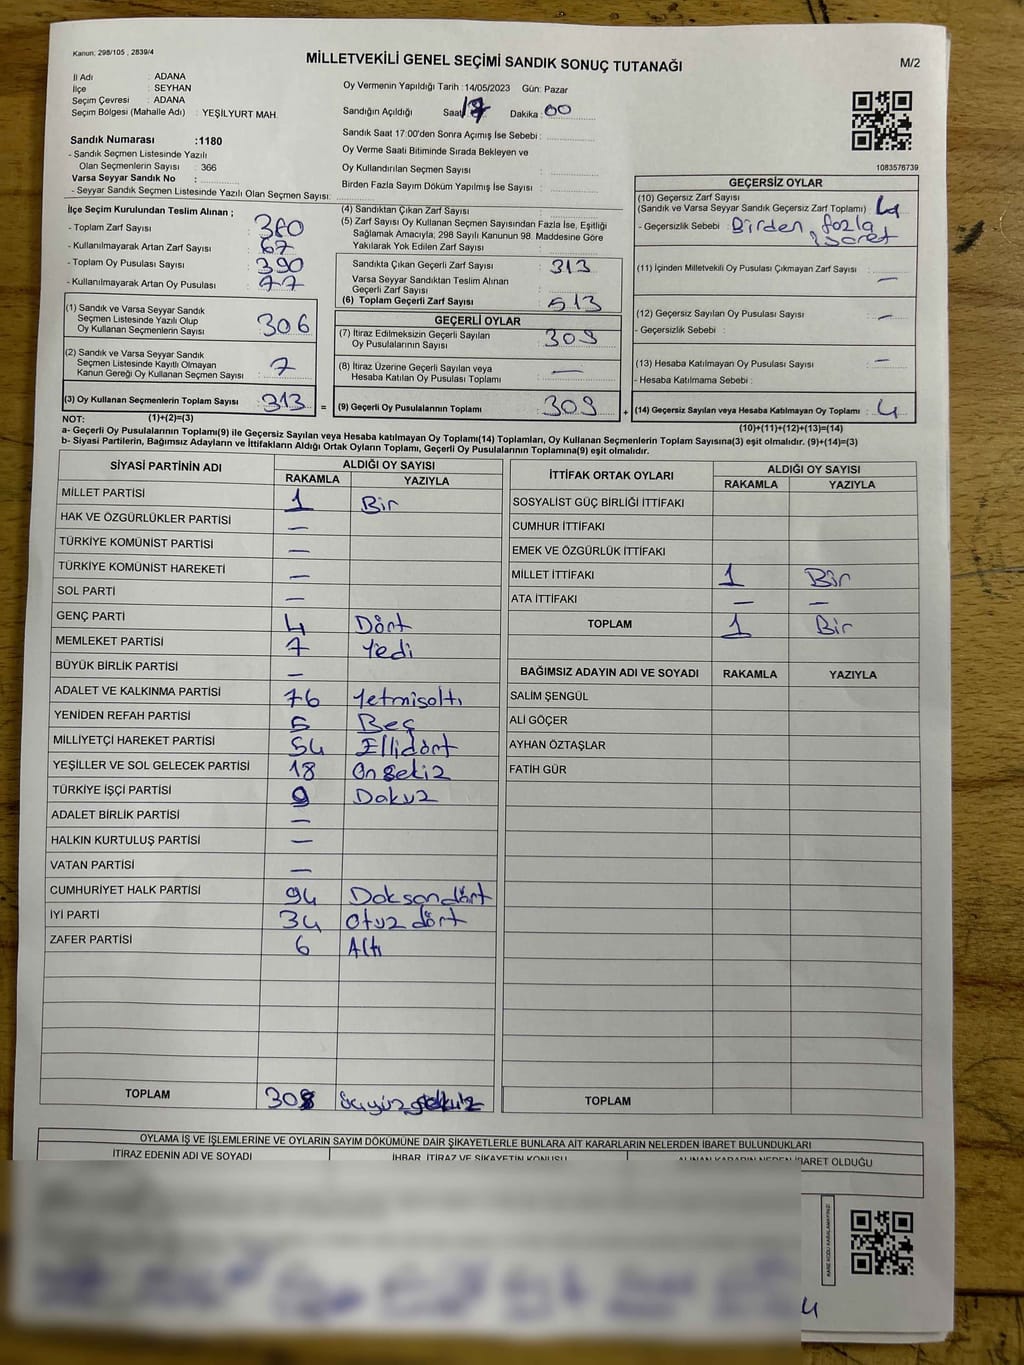 Kanun: 298/105 , 2839/4
MİLLETVEKİLİ GENEL SEÇİMİ SANDIK SONUÇ TUTANAĞI
M/2
İl Adı : ADANA
İlçe : SEYHAN
Seçim Çevresi : ADANA
Seçim Bölgesi (Mahalle Adı) : YEŞİLYURT MAH.
Sandık Numarası :1180
- Sandık Seçmen Listesinde Yazılı
Olan Seçmenlerin Sayısı : 366
Varsa Seyyar Sandık No :
- Seyyar Sandık Seçmen Listesinde Yazılı Olan Seçmen Sayısı:
Oy Vermenin Yapıldığı Tarih :14/05/2023 Gün: Pazar
Sandığın Açıldığı Saat 17 Dakika : 00
Sandık Saat 17:00'den Sonra Açımış İse Sebebi :
Oy Verme Saati Bitiminde Sırada Bekleyen ve
Oy Kullandırılan Seçmen Sayısı :
Birden Fazla Sayım Döküm Yapılmış İse Sayısı :
1083576739
İlçe Seçim Kurulundan Teslim Alınan ;
- Toplam Zarf Sayısı : 380
- Kullanılmayarak Artan Zarf Sayısı : 67
- Toplam Oy Pusulası Sayısı : 390
- Kullanılmayarak Artan Oy Pusulası : 77
(1) Sandık ve Varsa Seyyar Sandık
Seçmen Listesinde Yazılı Olup
Oy Kullanan Seçmenlerin Sayısı : 306
(2) Sandık ve Varsa Seyyar Sandık
Seçmen Listesinde Kayıtlı Olmayan
Kanun Gereği Oy Kullanan Seçmen Sayısı : 7
(3) Oy Kullanan Seçmenlerin Toplam Sayısı : 313 =
(1)+(2)=(3)
(4) Sandıktan Çıkan Zarf Sayısı :
(5) Zarf Sayısı Oy Kullanan Seçmen Sayısından Fazla İse, Eşitliği
Sağlamak Amacıyla; 298 Sayılı Kanunun 98. Maddesine Göre
Yakılarak Yok Edilen Zarf Sayısı :
Sandıkta Çıkan Geçerli Zarf Sayısı : 313
Varsa Seyyar Sandıktan Teslim Alınan
Geçerli Zarf Sayısı :
(6) Toplam Geçerli Zarf Sayısı : 513
GEÇERLİ OYLAR
(7) İtiraz Edilmeksizin Geçerli Sayılan
Oy Pusulalarının Sayısı : 309
(8) İtiraz Üzerine Geçerli Sayılan veya
Hesaba Katılan Oy Pusulası Toplamı : —
(9) Geçerli Oy Pusulalarının Toplamı : 309 +
GEÇERSİZ OYLAR
(10) Geçersiz Zarf Sayısı
(Sandık ve Varsa Seyyar Sandık Geçersiz Zarf Toplamı) : 4
- Geçersizlik Sebebi : Birden fazla
işaret
(11) İçinden Milletvekili Oy Pusulası Çıkmayan Zarf Sayısı : —
(12) Geçersiz Sayılan Oy Pusulası Sayısı : —
- Geçersizlik Sebebi :
(13) Hesaba Katılmayan Oy Pusulası : —
- Hesaba Katılmama Sebebi :
(14) Geçersiz Sayılan veya Hesaba Katılmayan Oy Toplamı : 4
(10)+(11)+(12)+(13)=(14)
NOT:
a- Geçerli Oy Pusulalarının Toplamı(9) ile Geçersiz Sayılan veya Hesaba katılmayan Oy Toplamı(14) Toplamları, Oy Kullanan Seçmenlerin Toplam Sayısına(3) eşit olmalıdır. (9)+(14)=(3)
b- Siyasi Partilerin, Bağımsız Adayların ve İttifakların Aldığı Ortak Oyların Toplamı, Geçerli Oy Pusulalarının Toplamına(9) eşit olmalıdır.
SİYASİ PARTİNİN ADI ALDIĞI OY SAYISI
RAKAMLA YAZIYLA
MİLLET PARTİSİ 1 Bir
HAK VE ÖZGÜRLÜKLER PARTİSİ —
TÜRKİYE KOMÜNİST PARTİSİ —
TÜRKİYE KOMÜNİST HAREKETİ —
SOL PARTİ —
GENÇ PARTİ 4 Dört
MEMLEKET PARTİSİ 7 Yedi
BÜYÜK BİRLİK PARTİSİ —
ADALET VE KALKINMA PARTİSİ 76 Yetmişaltı
YENİDEN REFAH PARTİSİ 5 Beş
MİLLİYETÇİ HAREKET PARTİSİ 54 Ellidört
YEŞİLLER VE SOL GELECEK PARTİSİ 18 Onsekiz
TÜRKİYE İŞÇİ PARTİSİ 9 Dokuz
ADALET BİRLİK PARTİSİ —
HALKIN KURTULUŞ PARTİSİ —
VATAN PARTİSİ —
CUMHURİYET HALK PARTİSİ 94 Doksandört
İYİ PARTİ 34 Otuz dört
ZAFER PARTİSİ 6 Altı
TOPLAM 308 üçyüz sekiz
İTTİFAK ORTAK OYLARI ALDIĞI OY SAYISI
RAKAMLA YAZIYLA
SOSYALİST GÜÇ BİRLİĞİ İTTİFAKI
CUMHUR İTTİFAKI
EMEK VE ÖZGÜRLÜK İTTİFAKI
MİLLET İTTİFAKI 1 Bir
ATA İTTİFAKI — —
TOPLAM 1 Bir
BAĞIMSIZ ADAYIN ADI VE SOYADI RAKAMLA YAZIYLA
SALİM ŞENGÜL
ALİ GÖÇER
AYHAN ÖZTAŞLAR
FATİH GÜR
TOPLAM
OYLAMA İŞ VE İŞLEMLERİNE VE OYLARIN SAYIM DÖKÜMÜNE DAİR ŞİKAYETLERLE BUNLARA AİT KARARLARIN NELERDEN İBARET BULUNDUKLARI
İTİRAZ EDENİN ADI VE SOYADI İHBAR, İTİRAZ VE ŞİKAYETİN KONUSU ALINAN KARARIN NEDEN İBARET OLDUĞU
KARE KODU KARALAMAYINIZ